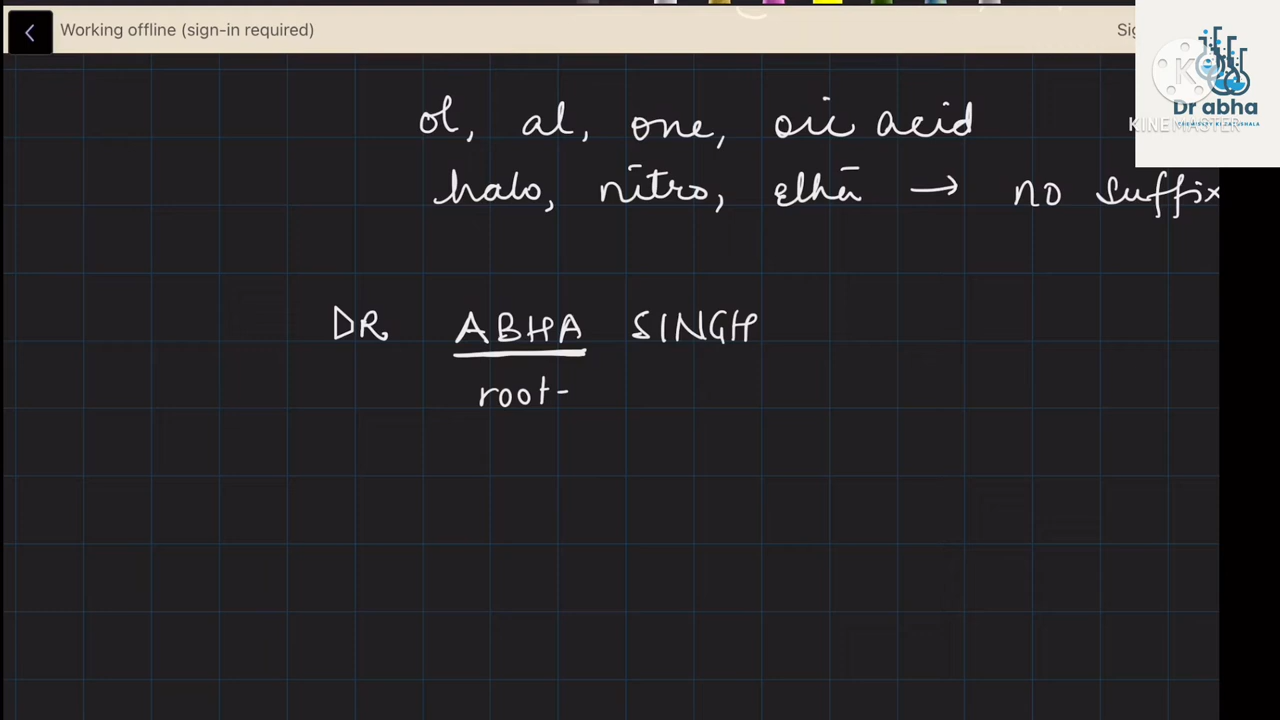 Working offline (sign-in required)
Sig
Dr abha
KINEMASTER
ol, al, one, oic acid
halo, nitro, → no suffix
DR ABHA SINGH
root-